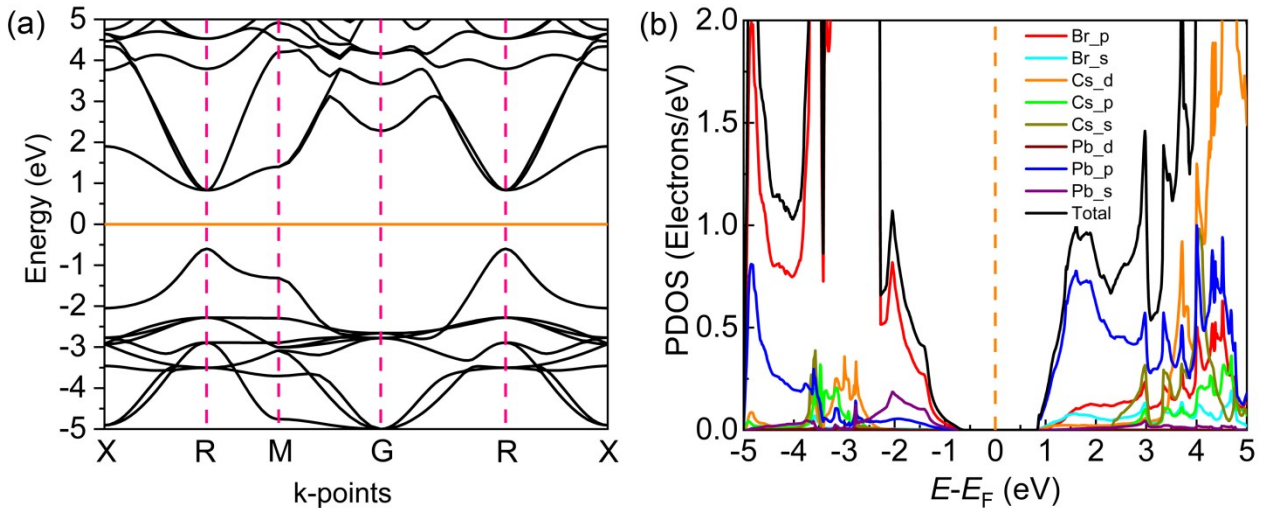 (a)
Energy (eV)
5
4
3
2
1
0
-1
-2
-3
-4
-5
X R M G R X
k-points
(b)
PDOS (Electrons/eV)
2.0
1.5
1.0
0.5
0.0
Br_p
Br_s
Cs_d
Cs_p
Cs_s
Pb_d
Pb_p
Pb_s
Total
-5 -4 -3 -2 -1 0 1 2 3 4 5
E-EF (eV)